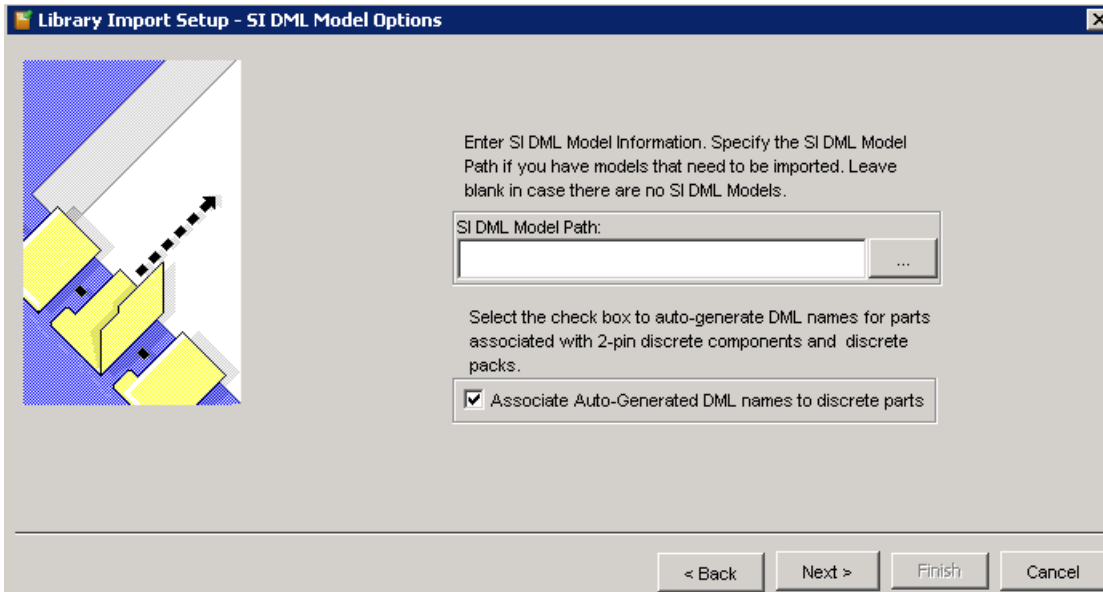 Library Import Setup - SI DML Model Options
Enter SI DML Model Information. Specify the SI DML Model
Path if you have models that need to be imported. Leave
blank in case there are no SI DML Models.
SI DML Model Path:
...
Select the check box to auto-generate DML names for parts
associated with 2-pin discrete components and discrete
packs.
Associate Auto-Generated DML names to discrete parts
< Back
Next >
Finish
Cancel